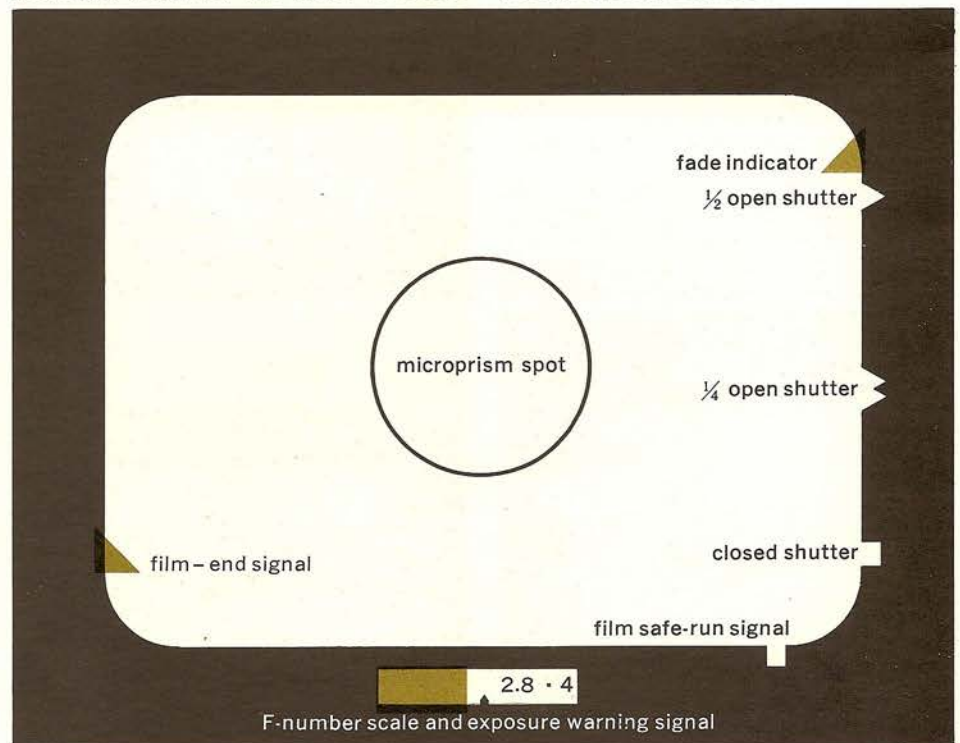 fade indicator
½ open shutter
microprism spot
¼ open shutter
film – end signal
closed shutter
film safe-run signal
2.8 · 4
F-number scale and exposure warning signal